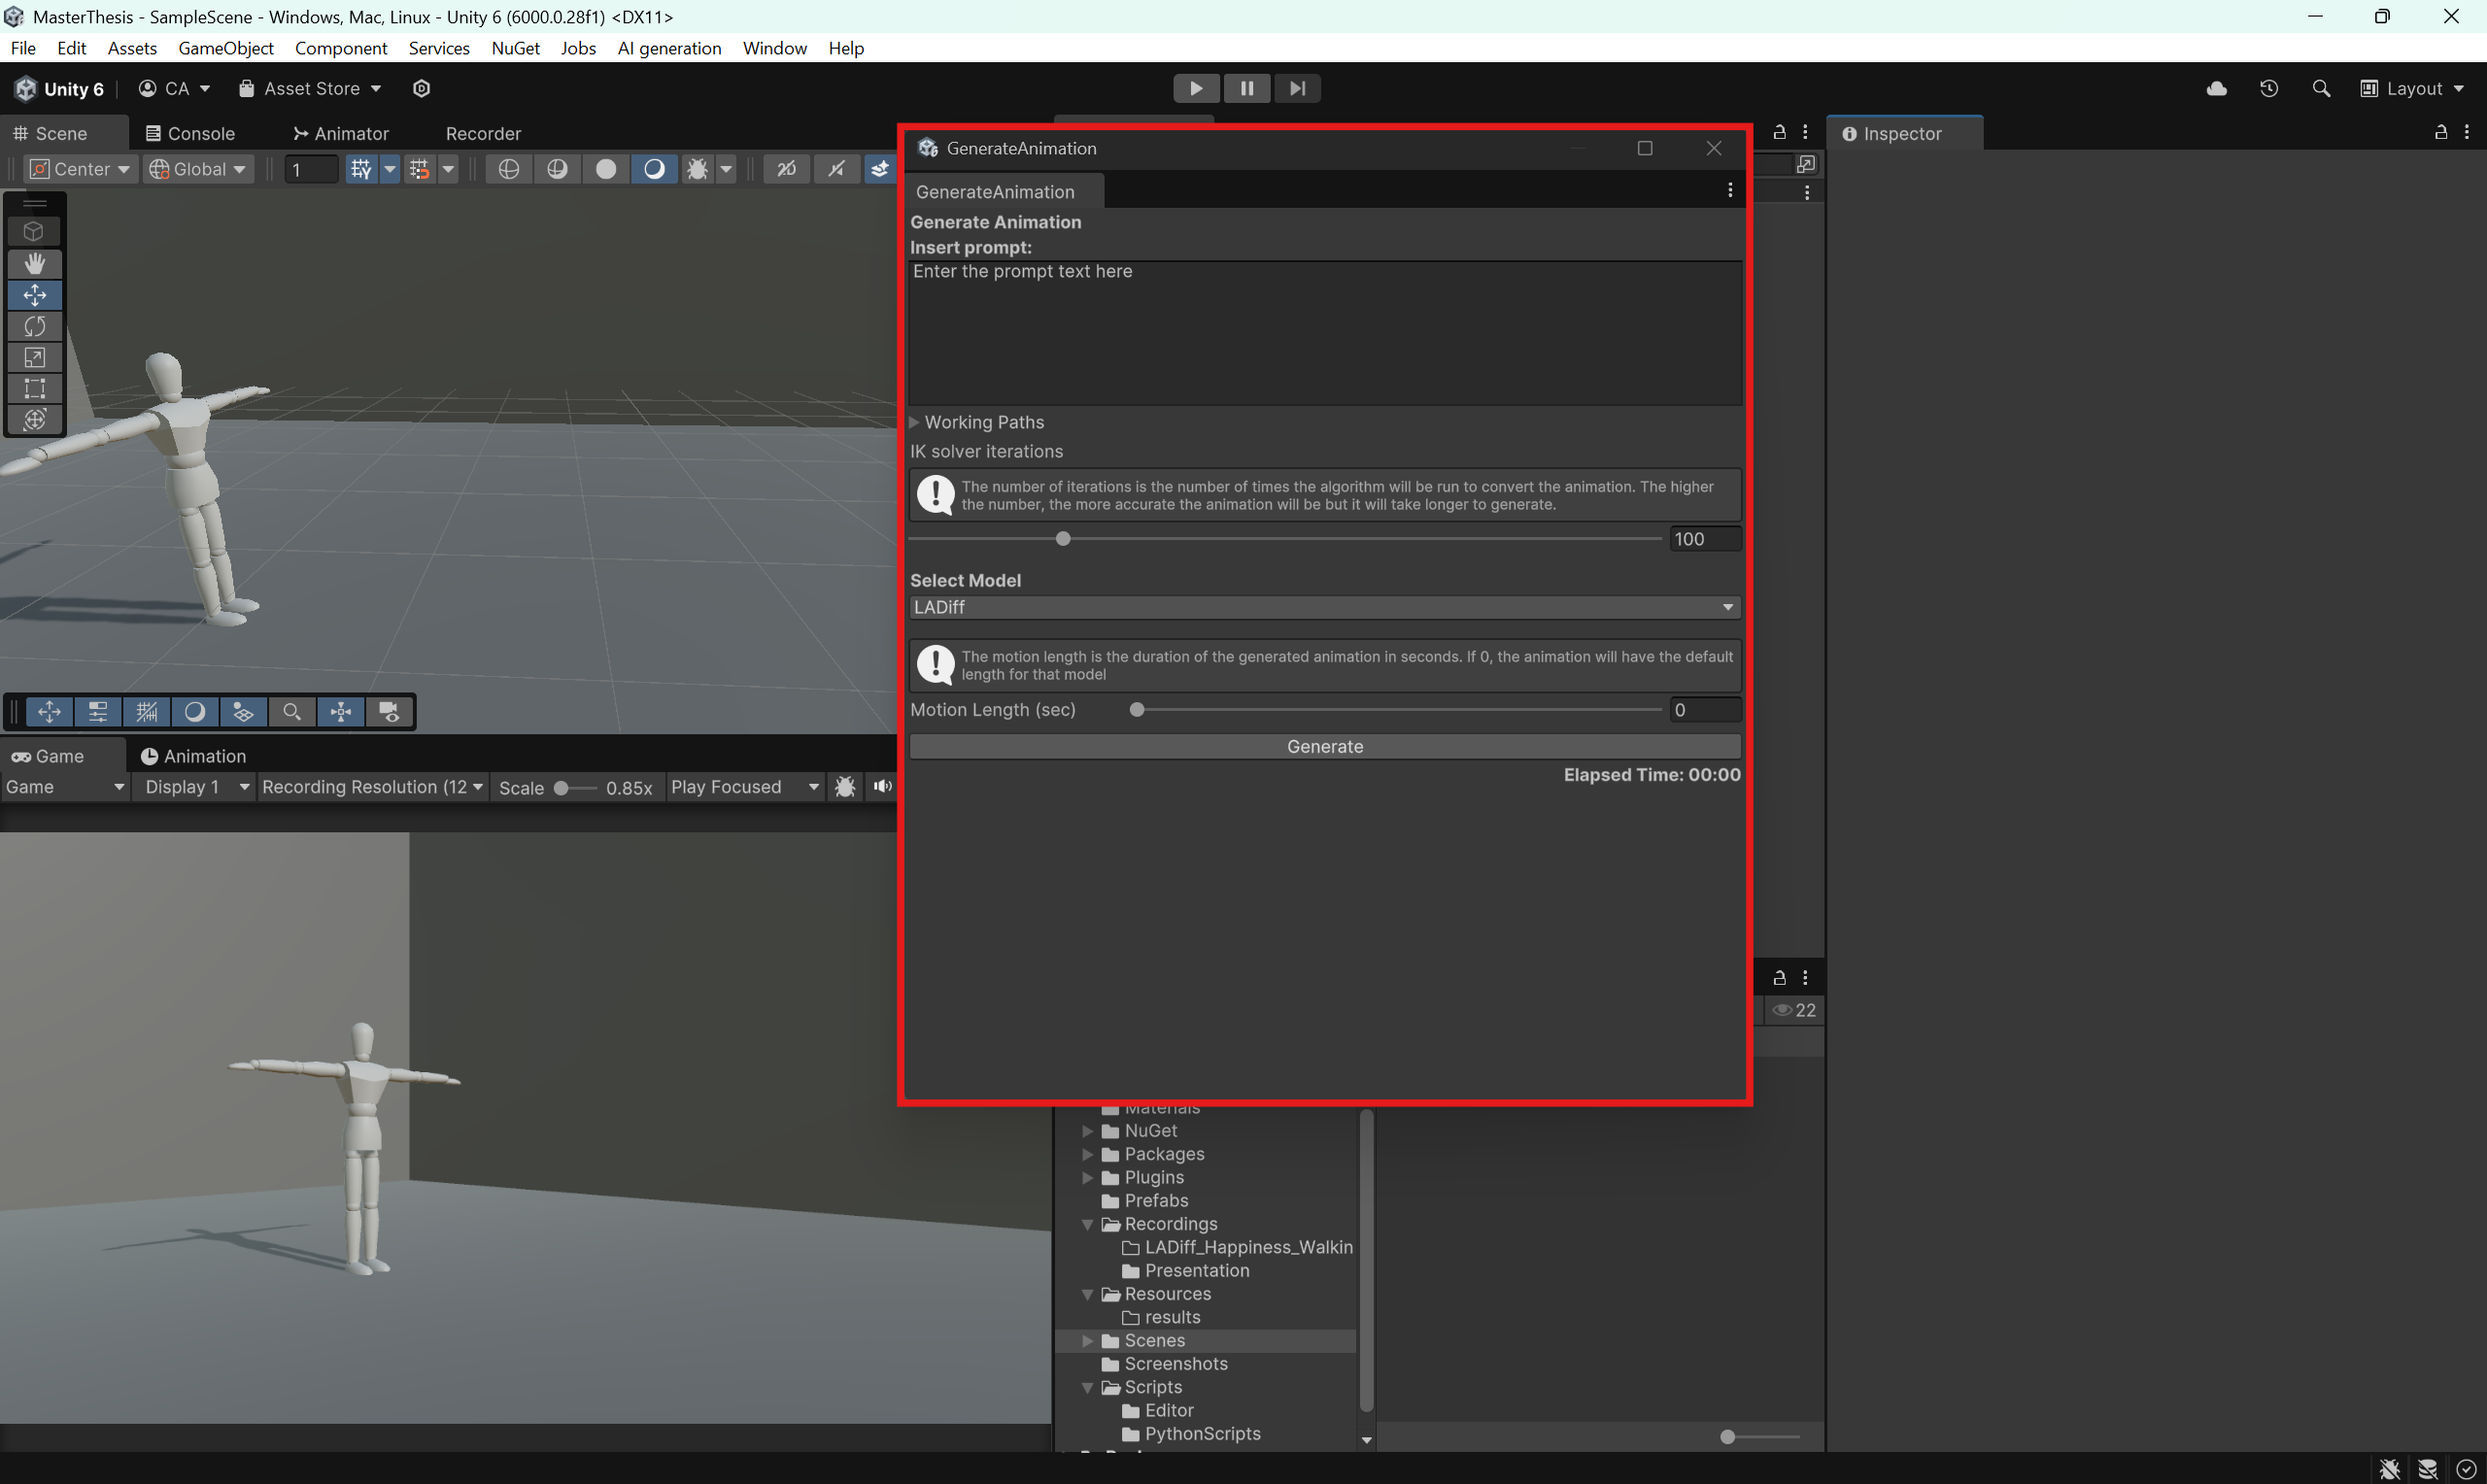 MasterThesis - SampleScene - Windows, Mac, Linux - Unity 6 (6000.0.28f1) <DX11>
File Edit Assets GameObject Component Services NuGet Jobs AI generation Window Help
Unity 6 CA Asset Store Layout
Scene Console Animator Recorder
Center Global 1
Game Animation
Game Display 1 Recording Resolution (12 Scale 0.85x Play Focused
GenerateAnimation
GenerateAnimation
Generate Animation
Insert prompt:
Enter the prompt text here
Working Paths
IK solver iterations
The number of iterations is the number of times the algorithm will be run to convert the animation. The higher
the number, the more accurate the animation will be but it will take longer to generate.
100
Select Model
LADiff
The motion length is the duration of the generated animation in seconds. If 0, the animation will have the default
length for that model
Motion Length (sec) 0
Generate
Elapsed Time: 00:00
22
Materials
NuGet
Packages
Plugins
Prefabs
Recordings
LADiff_Happiness_Walkin
Presentation
Resources
results
Scenes
Screenshots
Scripts
Editor
PythonScripts
Inspector